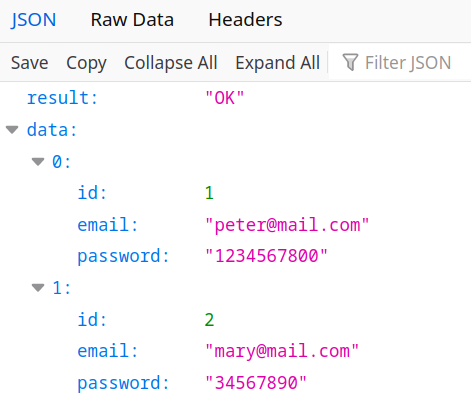 JSON Raw Data Headers
Save Copy Collapse All Expand All Filter JSON
result: "OK"
data:
0:
id: 1
email: "peter@mail.com"
password: "1234567800"
1:
id: 2
email: "mary@mail.com"
password: "34567890"